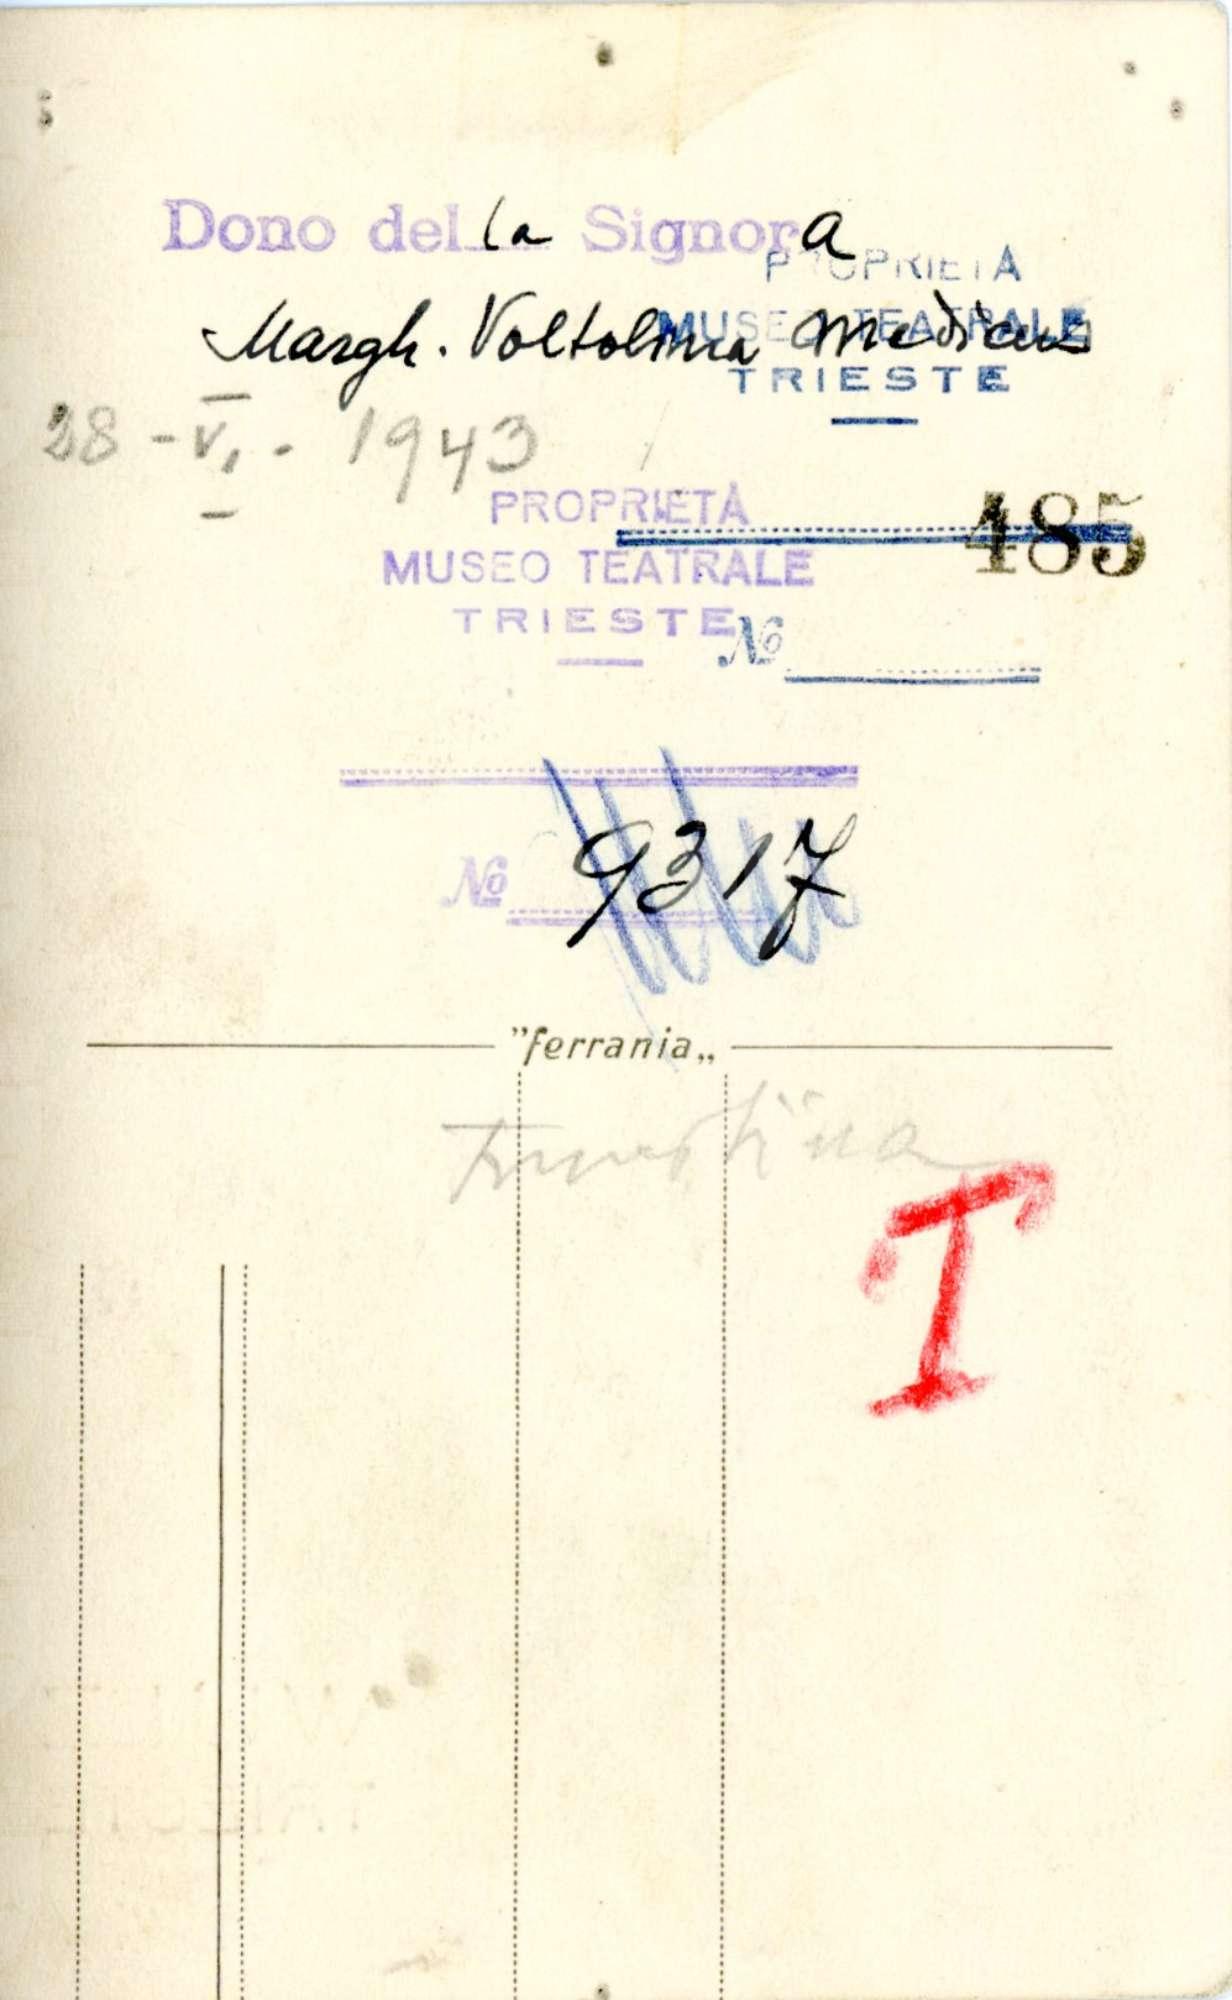 Dono della Signora
PROPRIETÀ
MUSEO TEATRALE
TRIESTE
Margh. Voltolina Medicus
28 - VI - 1943
485
PROPRIETÀ
MUSEO TEATRALE
TRIESTE
No
No 9317
"ferrania„
T